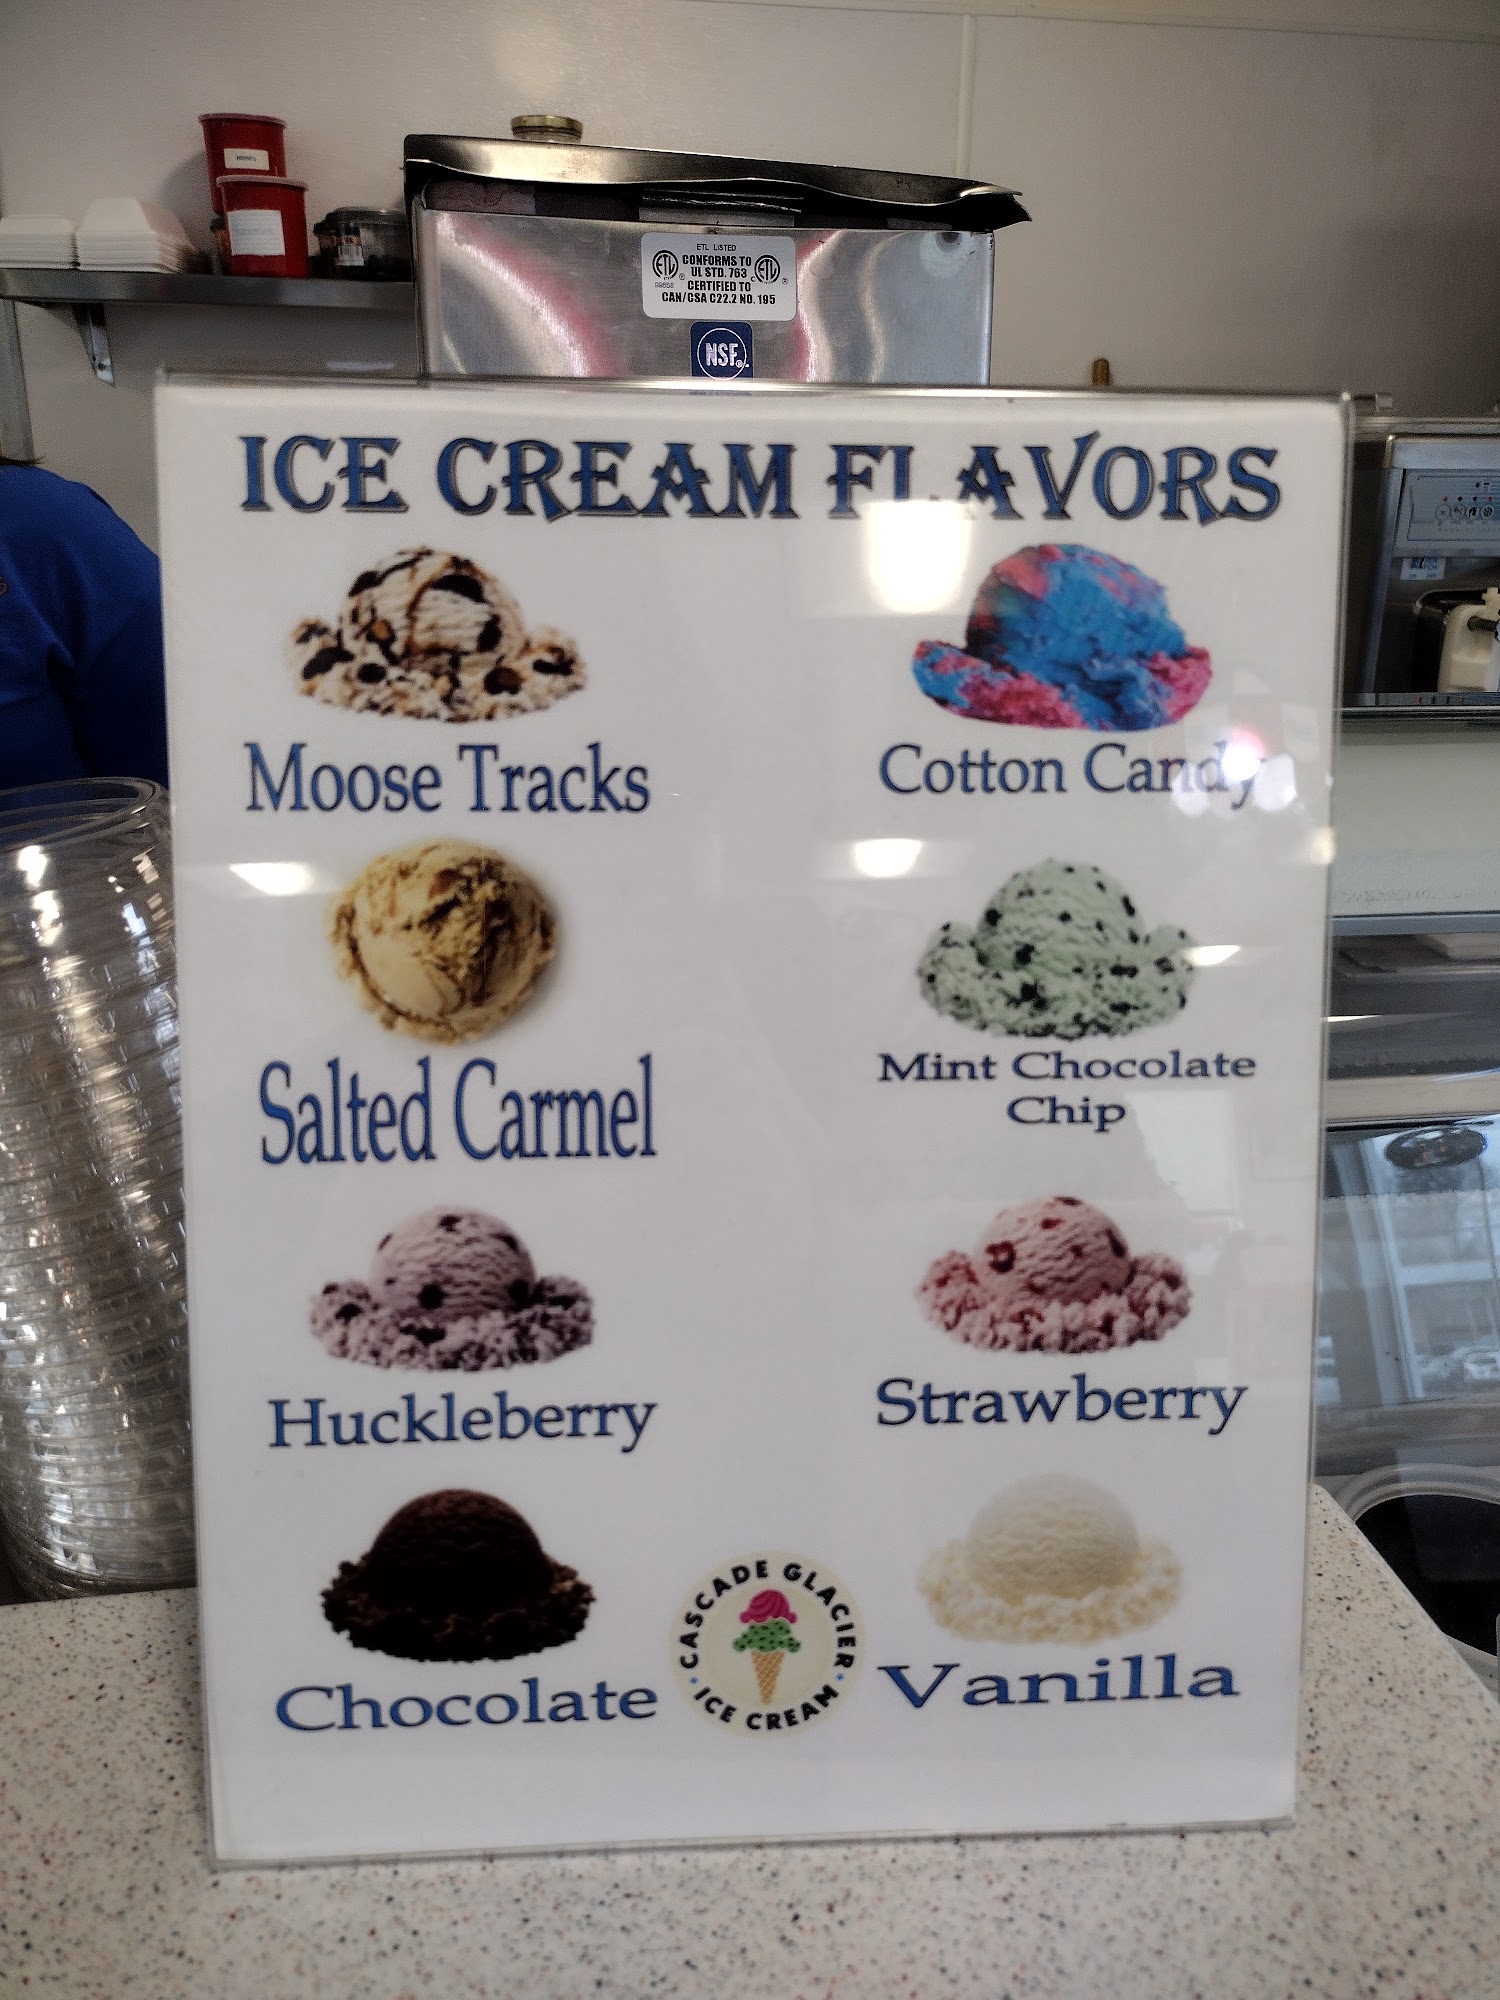 ETL LISTED
CONFORMS TO
UL STD. 763
CERTIFIED TO
CAN/CSA C22.2 NO. 195
NSF
ICE CREAM FLAVORS
Moose Tracks
Cotton Candy
Salted Carmel
Mint Chocolate
Chip
Huckleberry
Strawberry
Chocolate
CASCADE GLACIER
ICE CREAM
Vanilla